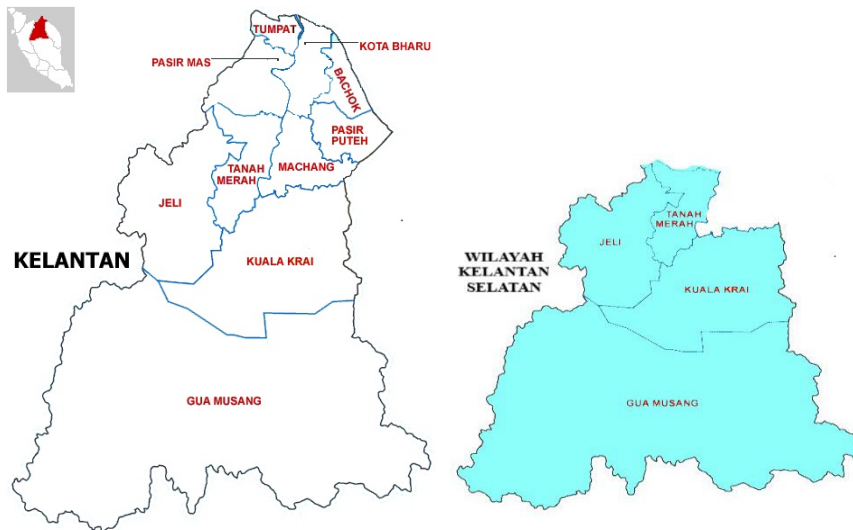 TUMPAT
KOTA BHARU
PASIR MAS
BACHOK
PASIR
PUTEH
TANAH
MERAH
MACHANG
JELI
KELANTAN
KUALA KRAI
GUA MUSANG
TANAH
MERAH
JELI
WILAYAH
KELANTAN
SELATAN
KUALA KRAI
GUA MUSANG